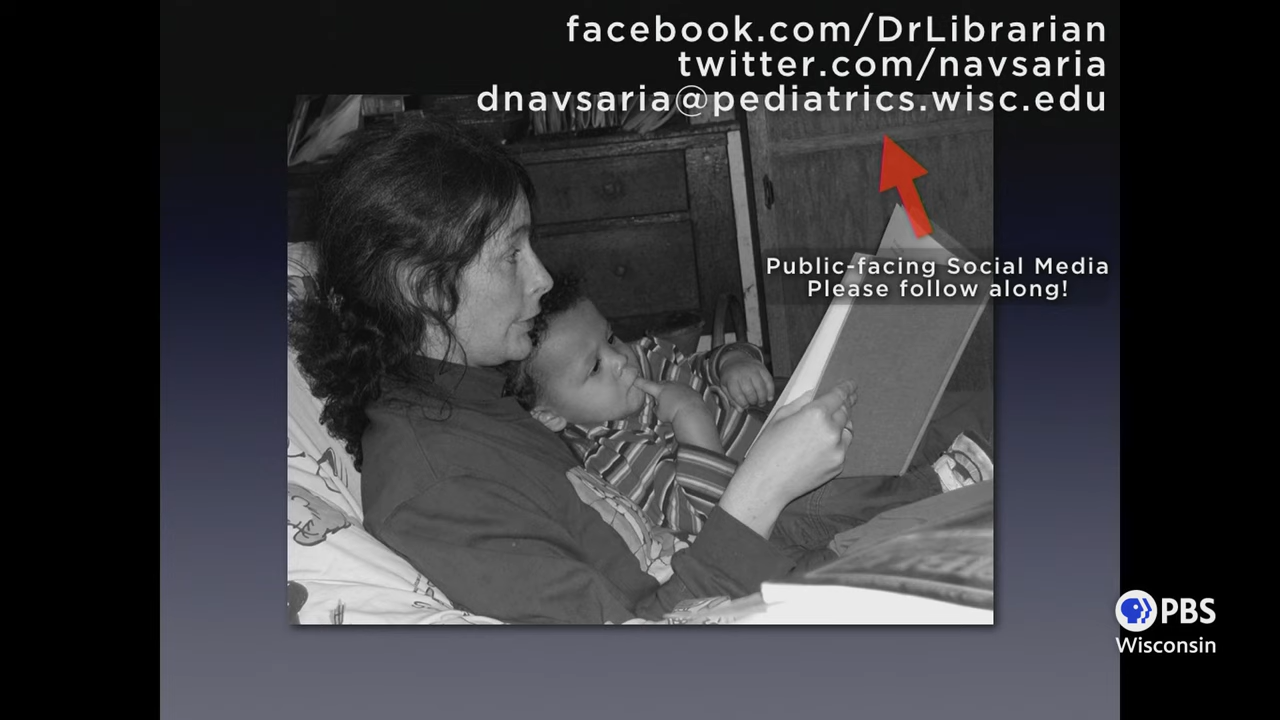 facebook.com/DrLibrarian
twitter.com/navsaria
dnavsaria@pediatrics.wisc.edu
Public-facing Social Media
Please follow along!
PBS
Wisconsin